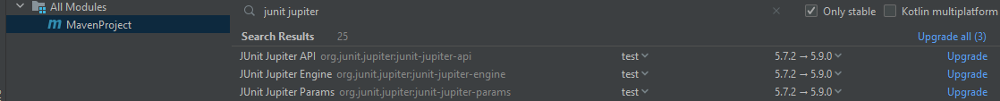 All Modules
m MavenProject
junit jupiter
Only stable
Kotlin multiplatform
Search Results 25
Upgrade all (3)
JUnit Jupiter API org.junit.jupiter:junit-jupiter-api test 5.7.2 → 5.9.0 Upgrade
JUnit Jupiter Engine org.junit.jupiter:junit-jupiter-engine test 5.7.2 → 5.9.0 Upgrade
JUnit Jupiter Params org.junit.jupiter:junit-jupiter-params test 5.7.2 → 5.9.0 Upgrade